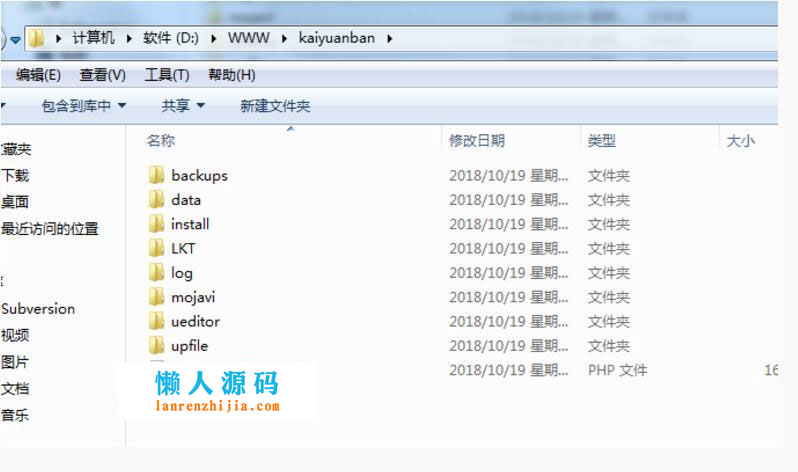 计算机 软件 (D:) WWW kaiyuanban
编辑(E) 查看(V) 工具(T) 帮助(H)
包含到库中 共享 新建文件夹
名称 修改日期 类型 大小
backups 2018/10/19 星期... 文件夹
data 2018/10/19 星期... 文件夹
install 2018/10/19 星期... 文件夹
LKT 2018/10/19 星期... 文件夹
log 2018/10/19 星期... 文件夹
mojavi 2018/10/19 星期... 文件夹
ueditor 2018/10/19 星期... 文件夹
upfile 2018/10/19 星期... 文件夹
2018/10/19 星期... PHP 文件 16
藏夹
下载
桌面
最近访问的位置
Subversion
视频
图片
文档
音乐
懒人源码
lanrenzhijia.com